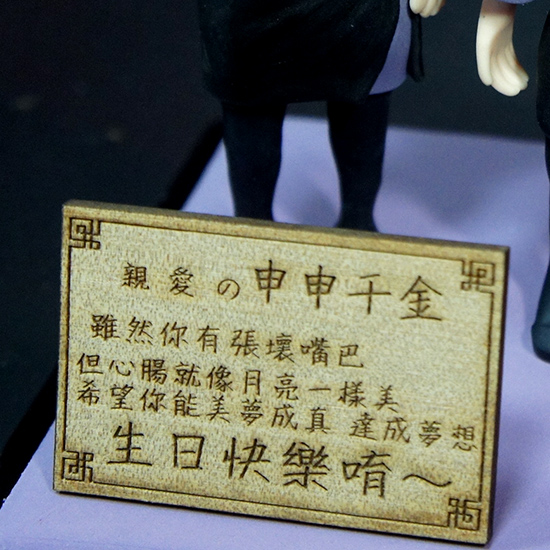 親愛の申申千金
雖然你有張壞嘴巴
但心腸就像月亮一樣美
希望你能美夢成真 達成夢想
生日快樂唷～